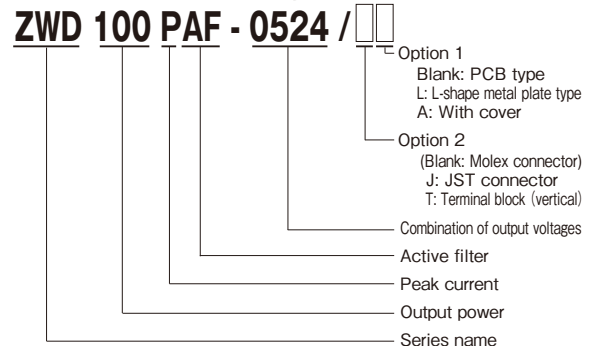 ZWD 100 PAF - 0524 / □□
Option 1
Blank: PCB type
L: L-shape metal plate type
A: With cover
Option 2
(Blank: Molex connector)
J: JST connector
T: Terminal block (vertical)
Combination of output voltages
Active filter
Peak current
Output power
Series name